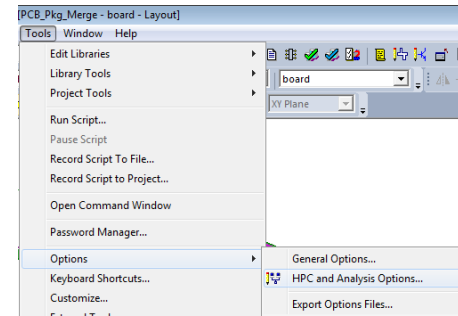 [PCB_Pkg_Merge - board - Layout]
Tools Window Help
Edit Libraries
Library Tools
Project Tools
board
XY Plane
Run Script...
Pause Script
Record Script To File...
Record Script to Project...
Open Command Window
Password Manager...
Options
General Options...
Keyboard Shortcuts...
HPC and Analysis Options...
Customize...
Export Options Files...